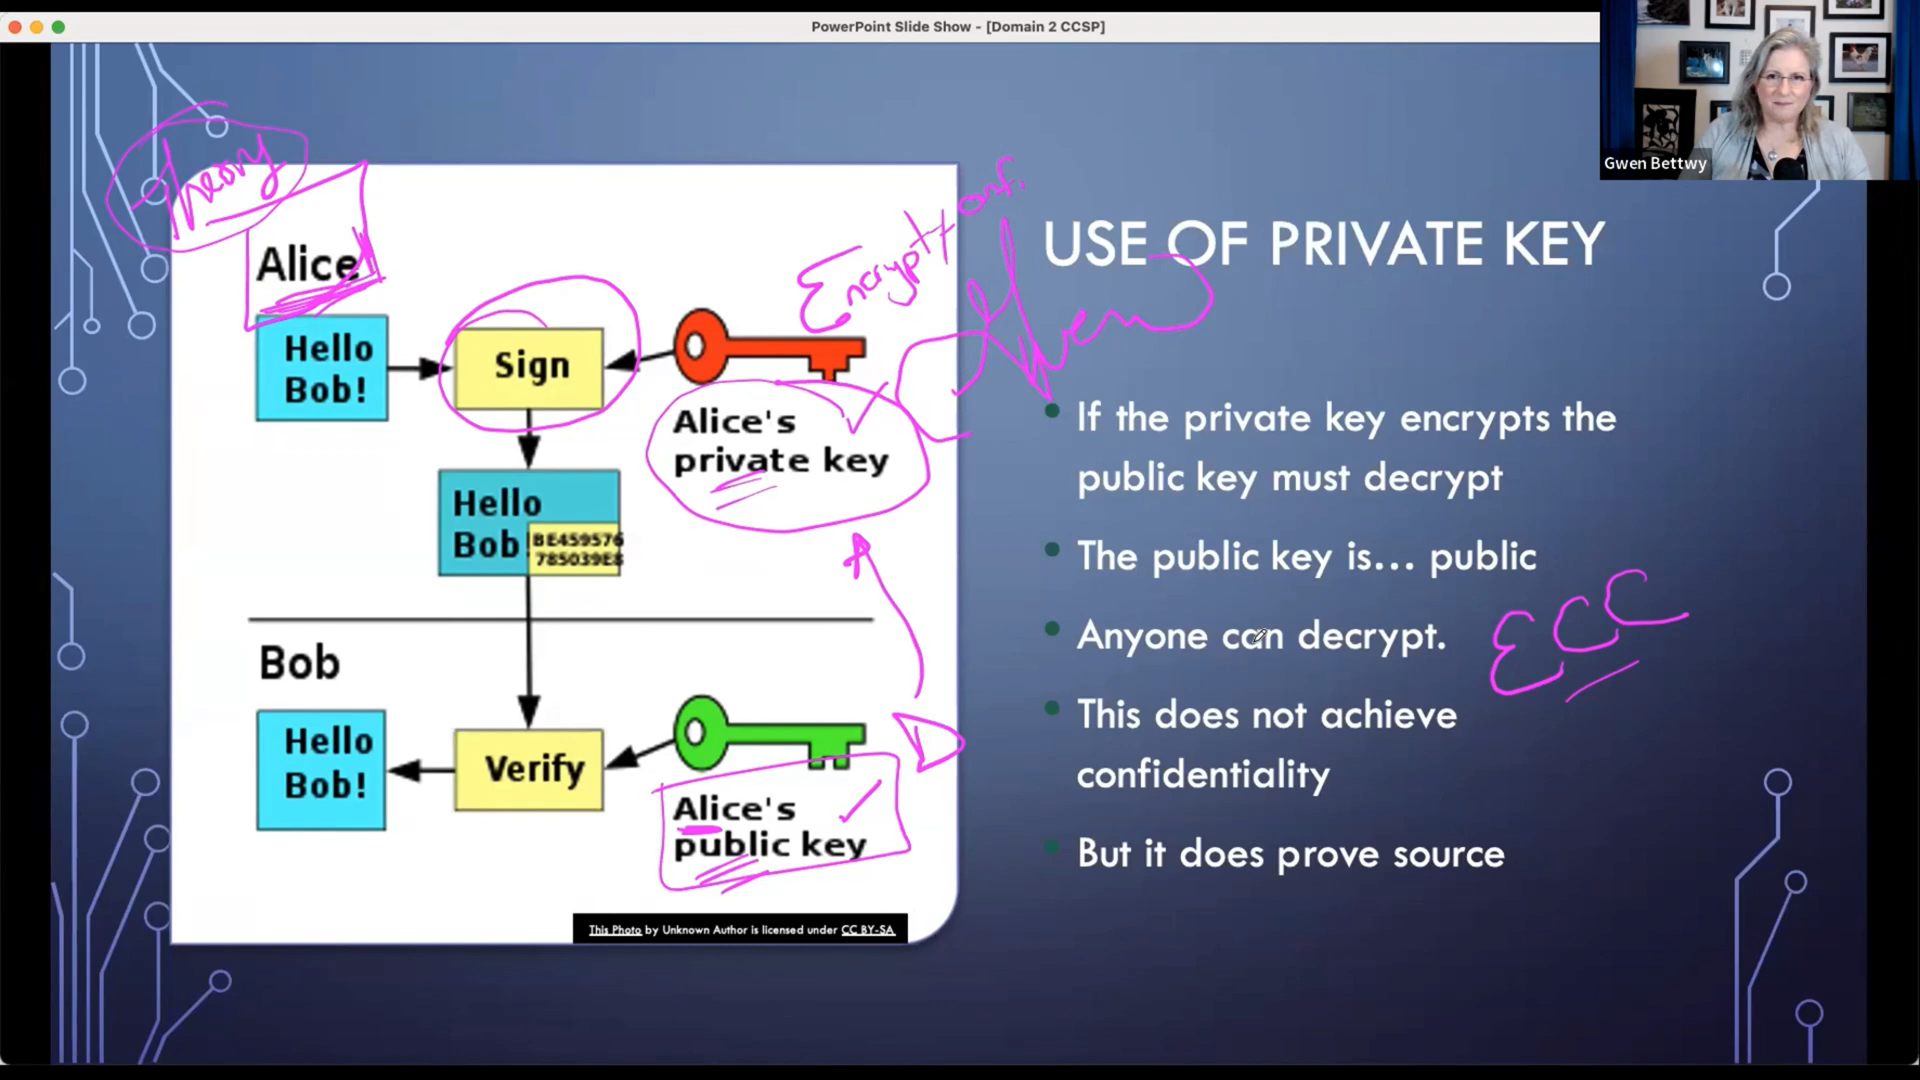 PowerPoint Slide Show - [Domain 2 CCSP]
Gwen Bettwy
Theory
Encrypt
conf.
Gwen
USE OF PRIVATE KEY
Alice
Hello
Bob!
Sign
Alice's
private key
Hello
Bob!
BE459576
785039E8
If the private key encrypts the
public key must decrypt
The public key is... public
Anyone can decrypt.
ECC
This does not achieve
confidentiality
But it does prove source
Bob
Hello
Bob!
Verify
Alice's
public key
D
This Photo by Unknown Author is licensed under CC BY-SA